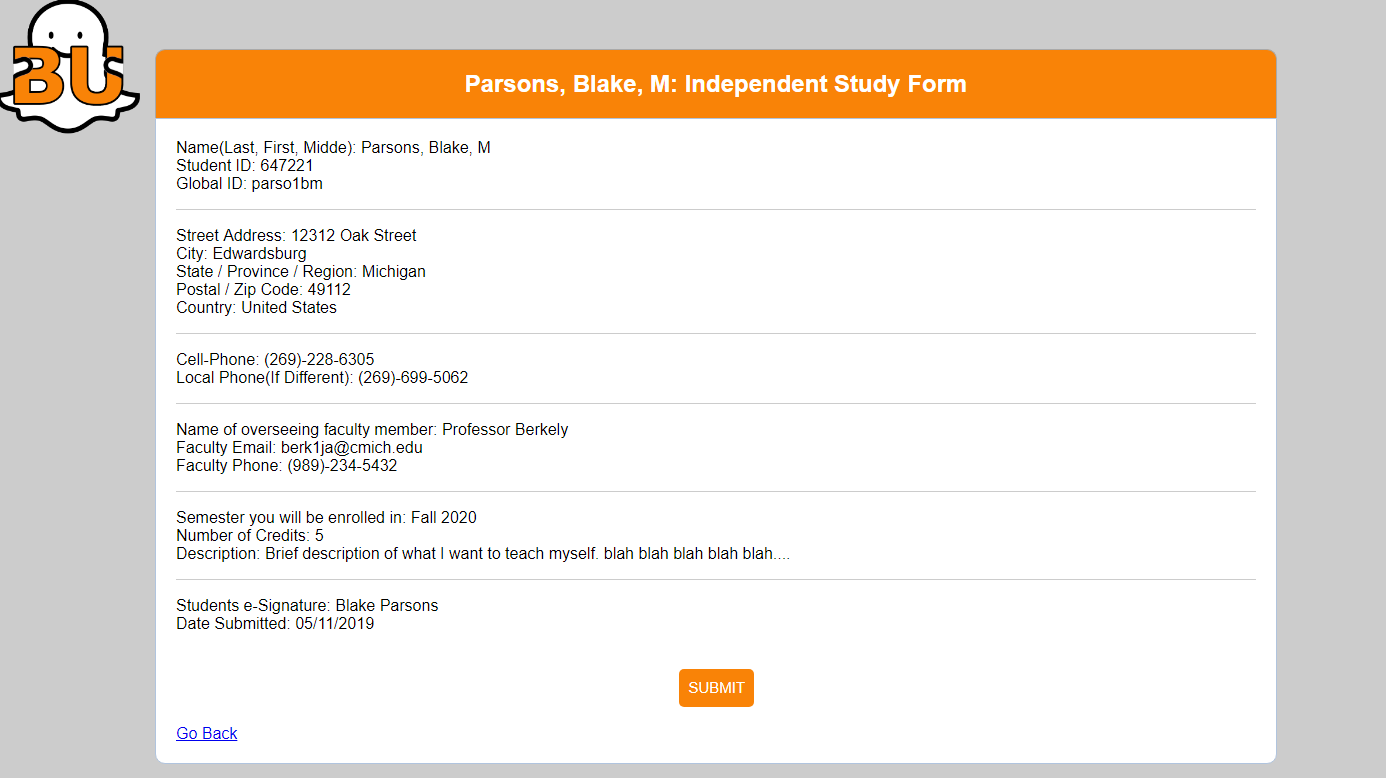 BU
Parsons, Blake, M: Independent Study Form
Name(Last, First, Midde): Parsons, Blake, M
Student ID: 647221
Global ID: parso1bm
Street Address: 12312 Oak Street
City: Edwardsburg
State / Province / Region: Michigan
Postal / Zip Code: 49112
Country: United States
Cell-Phone: (269)-228-6305
Local Phone(If Different): (269)-699-5062
Name of overseeing faculty member: Professor Berkely
Faculty Email: berk1ja@cmich.edu
Faculty Phone: (989)-234-5432
Semester you will be enrolled in: Fall 2020
Number of Credits: 5
Description: Brief description of what I want to teach myself. blah blah blah blah blah....
Students e-Signature: Blake Parsons
Date Submitted: 05/11/2019
SUBMIT
Go Back